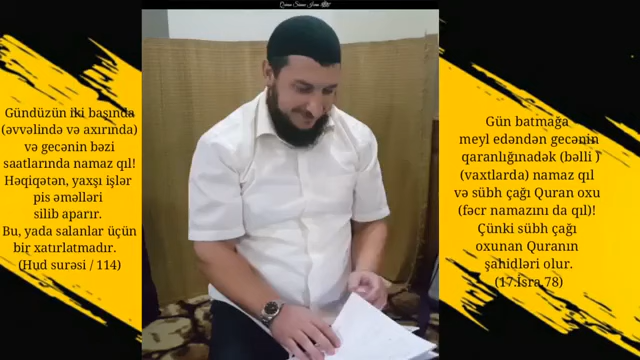 Quran Sünnə İcma
Gündüzün iki başında
(əvvəlində və axırında)
və gecənin bəzi
saatlarında namaz qıl!
Həqiqətən, yaxşı işlər
pis əməlləri
silib aparır.
Bu, yada salanlar üçün
bir xatırlatmadır.
(Hud surəsi / 114)
Gün batmağa
meyl edəndən gecənin
qaranlığınadək (bəlli )
(vaxtlarda) namaz qıl
və sübh çağı Quran oxu
(fəcr namazını da qıl)!
Çünki sübh çağı
oxunan Quranın
şahidləri olur.
(17.İsra,78)